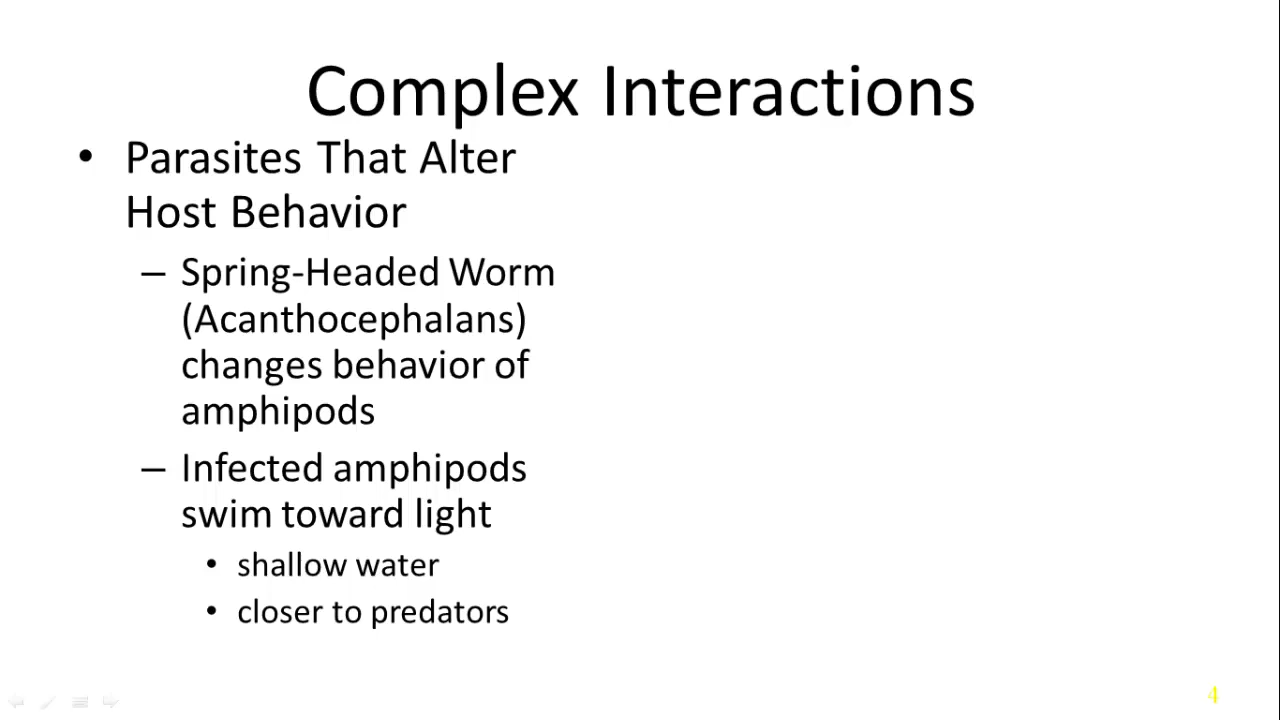 Complex Interactions
• Parasites That Alter
Host Behavior
– Spring-Headed Worm
(Acanthocephalans)
changes behavior of
amphipods
– Infected amphipods
swim toward light
• shallow water
• closer to predators
4